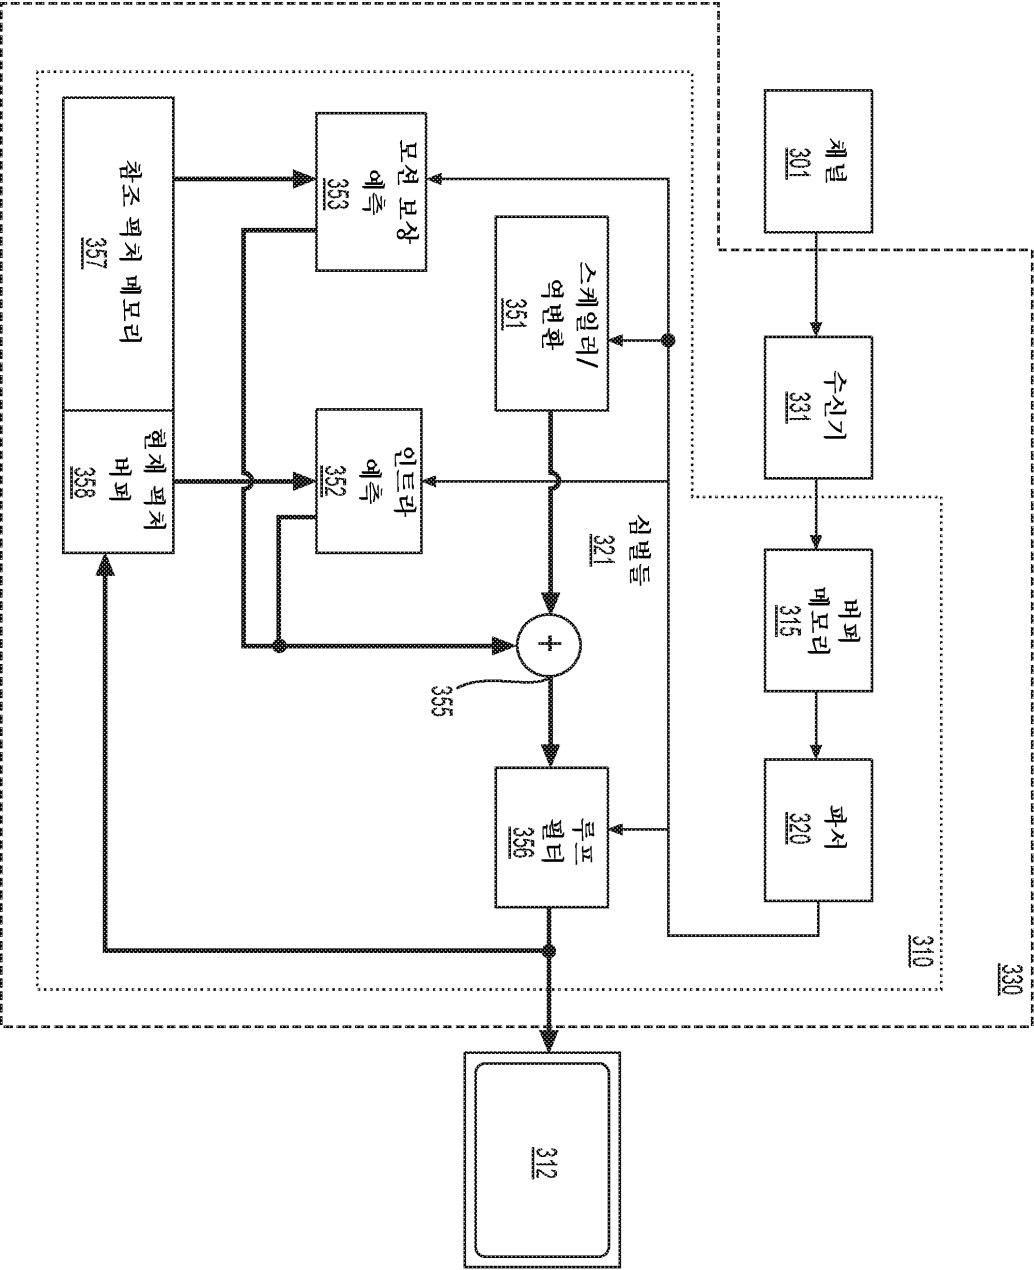 330
310
채널
301
수신기
331
버퍼
메모리
315
파서
320
심벌들
321
스케일러/
역변환
351
355
루프
필터
356
312
모션 보상
예측
353
인트라
예측
352
참조 픽처 메모리
357
현재 픽처
버퍼
358
+